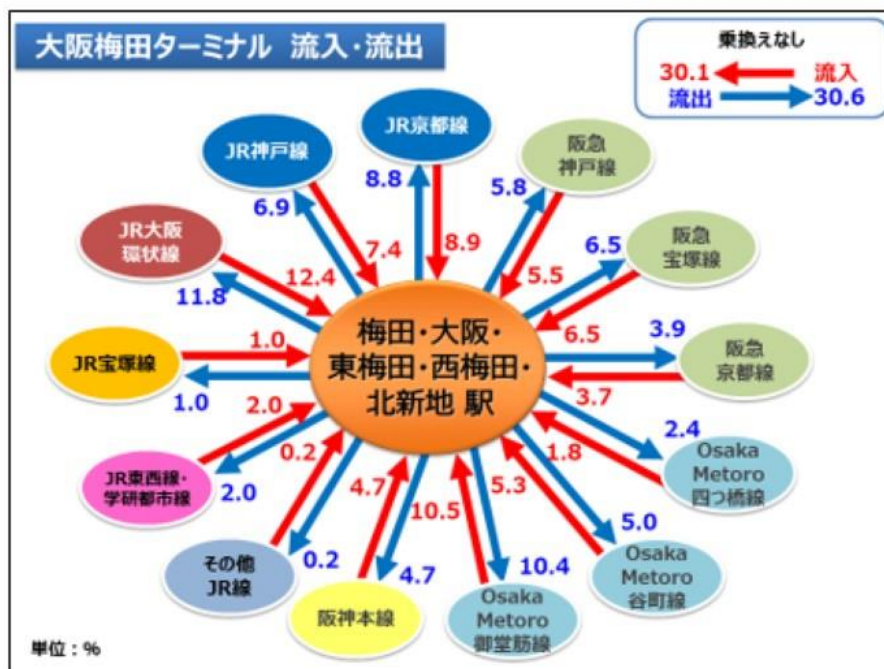 大阪梅田ターミナル 流入・流出
乗換えなし
30.1 流入
流出 30.6
JR京都線
8.8
8.9
JR神戸線
6.9
7.4
阪急
神戸線
5.8
5.5
JR大阪
環状線
11.8
12.4
阪急
宝塚線
6.5
6.5
梅田・大阪・
東梅田・西梅田・
北新地 駅
JR宝塚線
1.0
1.0
阪急
京都線
3.9
3.7
JR東西線・
学研都市線
2.0
2.0
Osaka
Metoro
四つ橋線
2.4
1.8
その他
JR線
0.2
0.2
阪神本線
4.7
4.7
Osaka
Metoro
御堂筋線
10.5
10.4
Osaka
Metoro
谷町線
5.3
5.0
単位：%